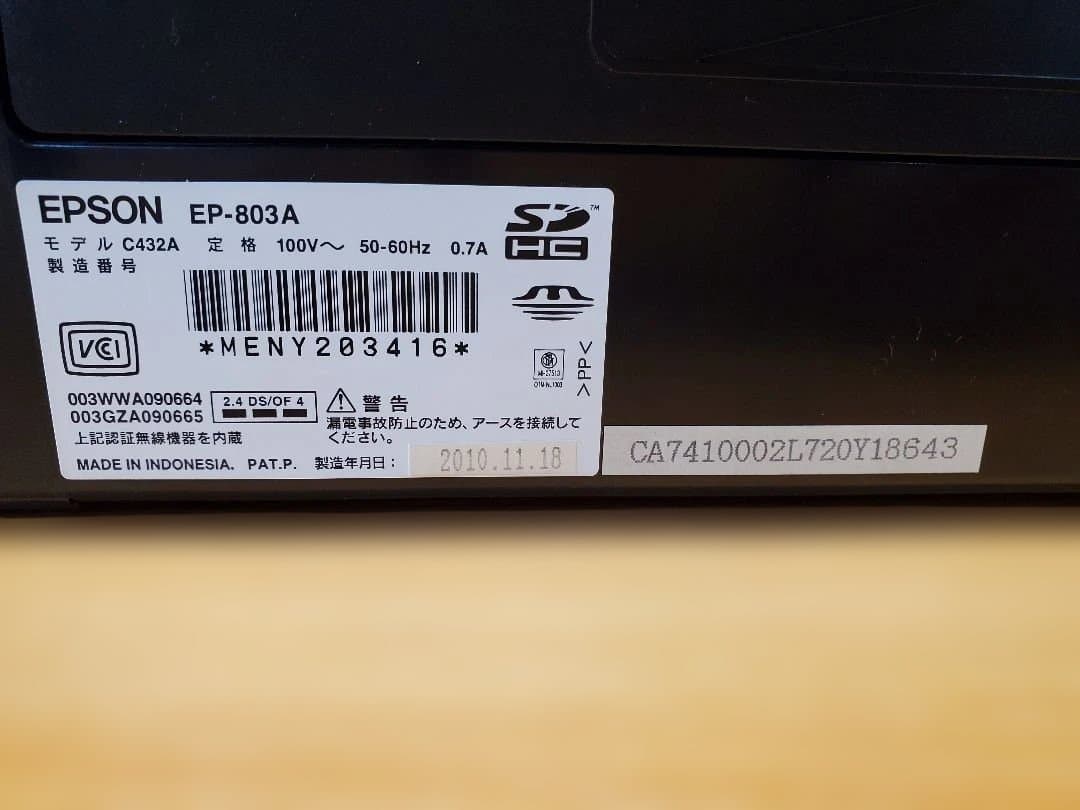 EPSON EP-803A
モデル C432A 定格 100V～ 50-60Hz 0.7A
製造番号
SD HC ™
*MENY203416*
VCI
>PP<
003WWA090664
003GZA090665
2.4 DS/OF 4
上記認証無線機器を内蔵
警告
漏電事故防止のため、アースを接続して
ください。
MADE IN INDONESIA. PAT.P. 製造年月日: 2010.11.18
CA7410002L720Y18643